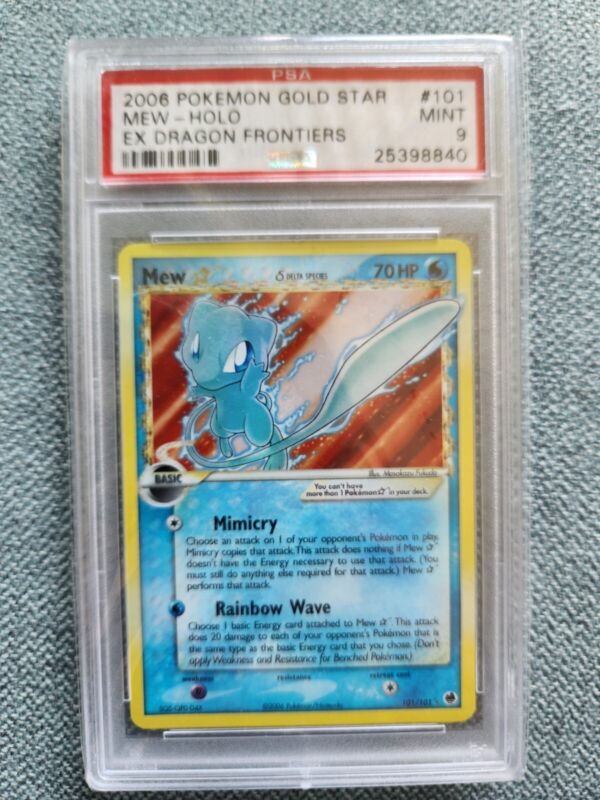 PSA
2006 POKEMON GOLD STAR #101
MEW - HOLO MINT
EX DRAGON FRONTIERS 9
25398840
Mew ☆ δ DELTA SPECIES 70 HP
Illus. Masakazu Fukuda
BASIC
You can't have
more than 1 Pokémon ☆ in your deck.
Mimicry
Choose an attack on 1 of your opponent's Pokémon in play.
Mimicry copies that attack. This attack does nothing if Mew ☆
doesn't have the Energy necessary to use that attack. (You
must still do anything else required for that attack.) Mew ☆
performs that attack.
Rainbow Wave
Choose 1 basic Energy card attached to Mew ☆. This attack
does 20 damage to each of your opponent's Pokémon that is
the same type as the basic Energy card that you chose. (Don't
apply Weakness and Resistance for Benched Pokémon.)
weakness resistance retreat cost
©2006 Pokémon/Nintendo 101/101